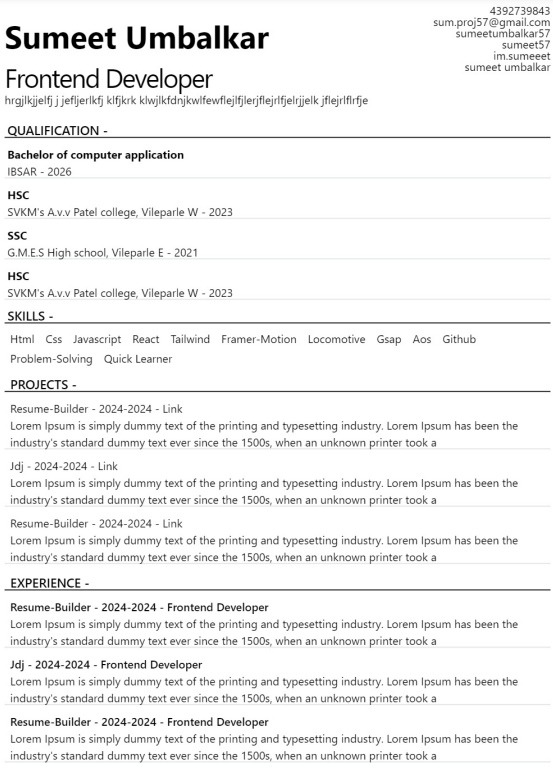 4392739843
sum.proj57@gmail.com
sumeetumbalkar57
sumeet57
im.sumeeet
sumeet umbalkar
Sumeet Umbalkar
Frontend Developer
hrgjlkjjelfj j jefljerlkfj klfjkrk klwjlkfdnjkwlfewflejlfjlerjflejrlfjelrjjelk jflejrlflrfje
QUALIFICATION -
Bachelor of computer application
IBSAR - 2026
HSC
SVKM's A.v.v Patel college, Vileparle W - 2023
SSC
G.M.E.S High school, Vileparle E - 2021
HSC
SVKM's A.v.v Patel college, Vileparle W - 2023
SKILLS -
Html Css Javascript React Tailwind Framer-Motion Locomotive Gsap Aos Github
Problem-Solving Quick Learner
PROJECTS -
Resume-Builder - 2024-2024 - Link
Lorem Ipsum is simply dummy text of the printing and typesetting industry. Lorem Ipsum has been the
industry's standard dummy text ever since the 1500s, when an unknown printer took a
Jdj - 2024-2024 - Link
Lorem Ipsum is simply dummy text of the printing and typesetting industry. Lorem Ipsum has been the
industry's standard dummy text ever since the 1500s, when an unknown printer took a
Resume-Builder - 2024-2024 - Link
Lorem Ipsum is simply dummy text of the printing and typesetting industry. Lorem Ipsum has been the
industry's standard dummy text ever since the 1500s, when an unknown printer took a
EXPERIENCE -
Resume-Builder - 2024-2024 - Frontend Developer
Lorem Ipsum is simply dummy text of the printing and typesetting industry. Lorem Ipsum has been the
industry's standard dummy text ever since the 1500s, when an unknown printer took a
Jdj - 2024-2024 - Frontend Developer
Lorem Ipsum is simply dummy text of the printing and typesetting industry. Lorem Ipsum has been the
industry's standard dummy text ever since the 1500s, when an unknown printer took a
Resume-Builder - 2024-2024 - Frontend Developer
Lorem Ipsum is simply dummy text of the printing and typesetting industry. Lorem Ipsum has been the
industry's standard dummy text ever since the 1500s, when an unknown printer took a